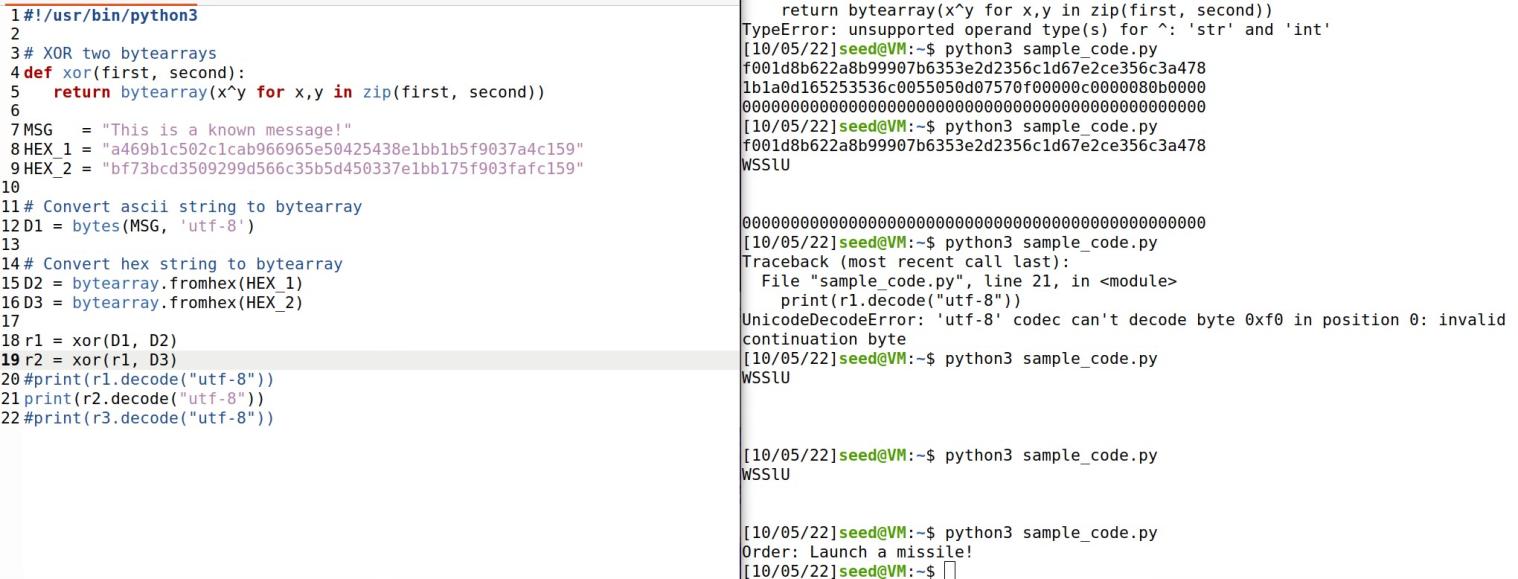 1 #!/usr/bin/python3
2
3 # XOR two bytearrays
4 def xor(first, second):
5    return bytearray(x^y for x,y in zip(first, second))
6
7 MSG   = "This is a known message!"
8 HEX_1 = "a469b1c502c1cab966965e50425438e1bb1b5f9037a4c159"
9 HEX_2 = "bf73bcd3509299d566c35b5d450337e1bb175f903fafc159"
10
11 # Convert ascii string to bytearray
12 D1 = bytes(MSG, 'utf-8')
13
14 # Convert hex string to bytearray
15 D2 = bytearray.fromhex(HEX_1)
16 D3 = bytearray.fromhex(HEX_2)
17
18 r1 = xor(D1, D2)
19 r2 = xor(r1, D3)
20 #print(r1.decode("utf-8"))
21 print(r2.decode("utf-8"))
22 #print(r3.decode("utf-8"))
    return bytearray(x^y for x,y in zip(first, second))
TypeError: unsupported operand type(s) for ^: 'str' and 'int'
[10/05/22]seed@VM:~$ python3 sample_code.py
f001d8b622a8b99907b6353e2d2356c1d67e2ce356c3a478
1b1a0d165253536c0055050d07570f00000c0000080b0000
000000000000000000000000000000000000000000000000
[10/05/22]seed@VM:~$ python3 sample_code.py
f001d8b622a8b99907b6353e2d2356c1d67e2ce356c3a478
WSSlU
000000000000000000000000000000000000000000000000
[10/05/22]seed@VM:~$ python3 sample_code.py
Traceback (most recent call last):
  File "sample_code.py", line 21, in <module>
    print(r1.decode("utf-8"))
UnicodeDecodeError: 'utf-8' codec can't decode byte 0xf0 in position 0: invalid
continuation byte
[10/05/22]seed@VM:~$ python3 sample_code.py
WSSlU
[10/05/22]seed@VM:~$ python3 sample_code.py
WSSlU
[10/05/22]seed@VM:~$ python3 sample_code.py
Order: Launch a missile!
[10/05/22]seed@VM:~$